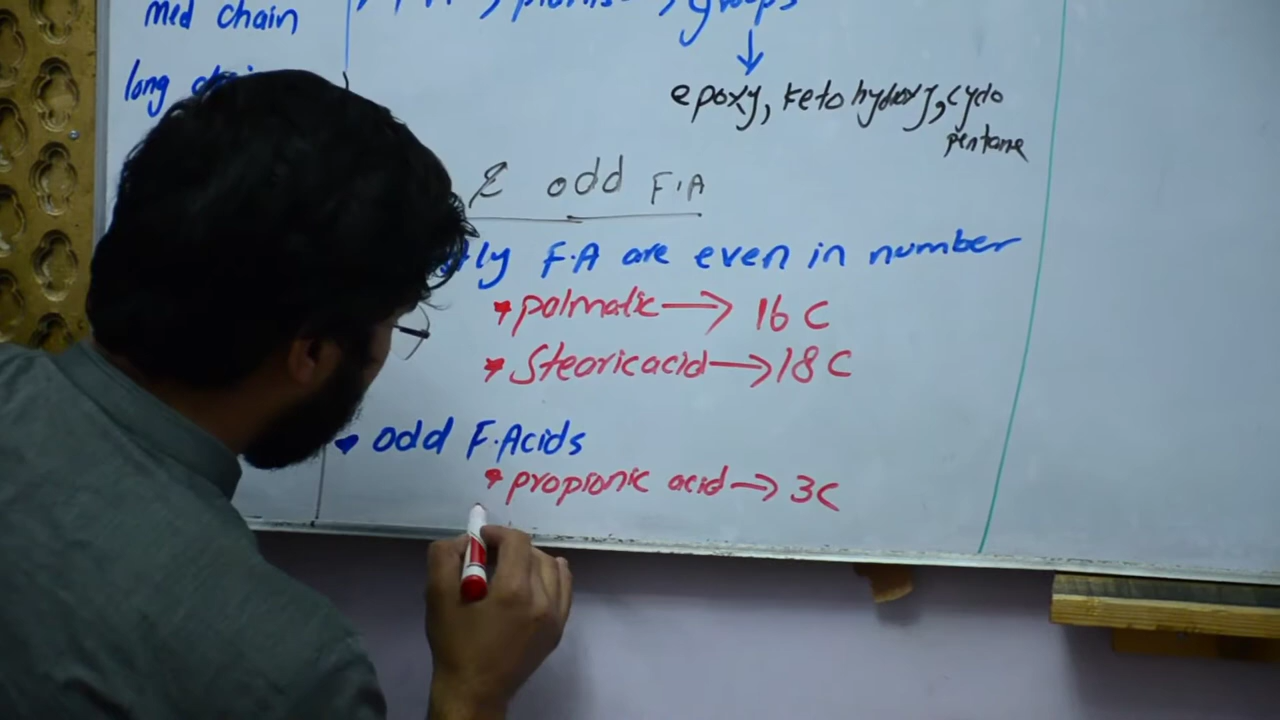 med chain
long
plants → groups
epoxy, keto hydroxy, cyclo
pentane
& odd F.A
F.A are even in number
* palmatic → 16 C
* Stearic acid → 18 C
• odd F.Acids
* propionic acid → 3C